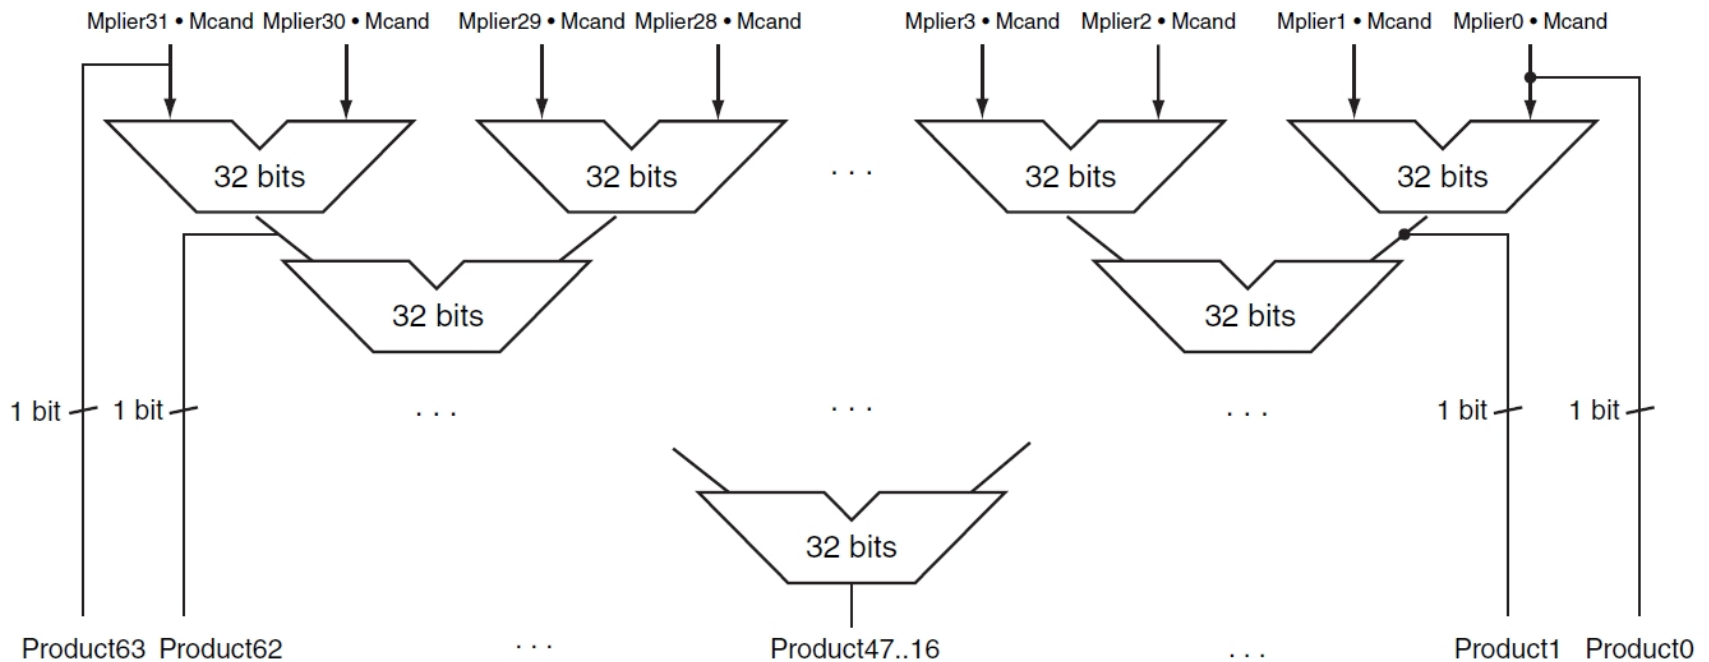 Mplier31 • Mcand Mplier30 • Mcand Mplier29 • Mcand Mplier28 • Mcand Mplier3 • Mcand Mplier2 • Mcand Mplier1 • Mcand Mplier0 • Mcand
32 bits 32 bits . . . 32 bits 32 bits
32 bits 32 bits
1 bit 1 bit . . . . . . . . . 1 bit 1 bit
32 bits
Product63 Product62 . . . Product47..16 . . . Product1 Product0